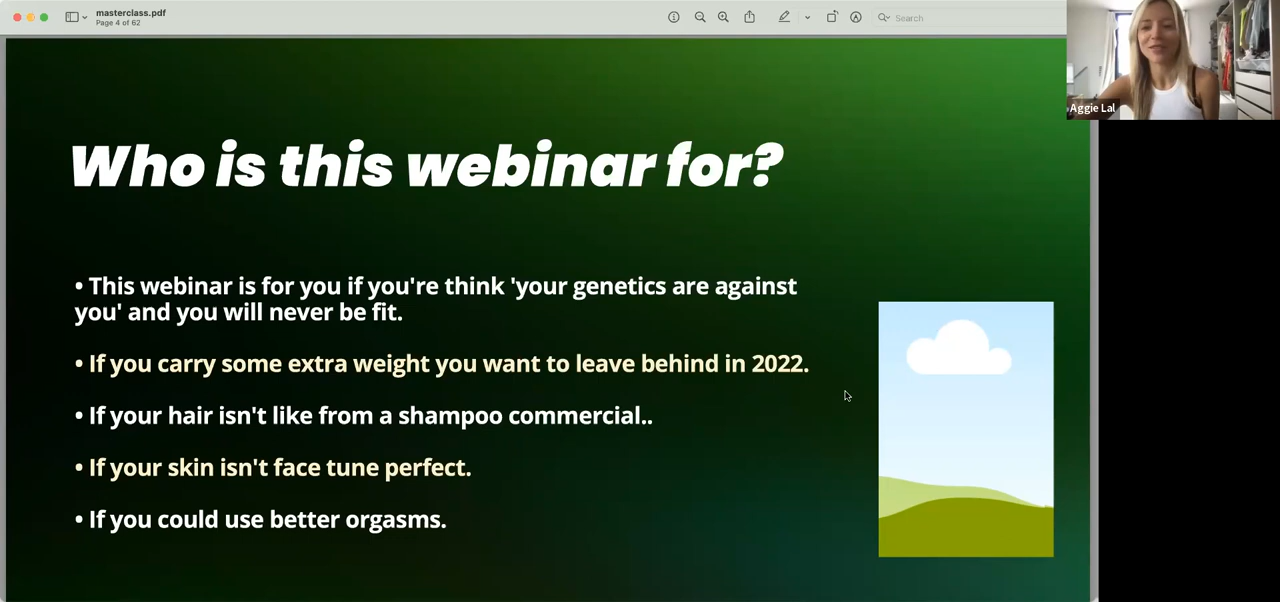 masterclass.pdf
Page 4 of 62
Search
Aggie Lal
Who is this webinar for?
• This webinar is for you if you're think 'your genetics are against
you' and you will never be fit.
• If you carry some extra weight you want to leave behind in 2022.
• If your hair isn't like from a shampoo commercial..
• If your skin isn't face tune perfect.
• If you could use better orgasms.